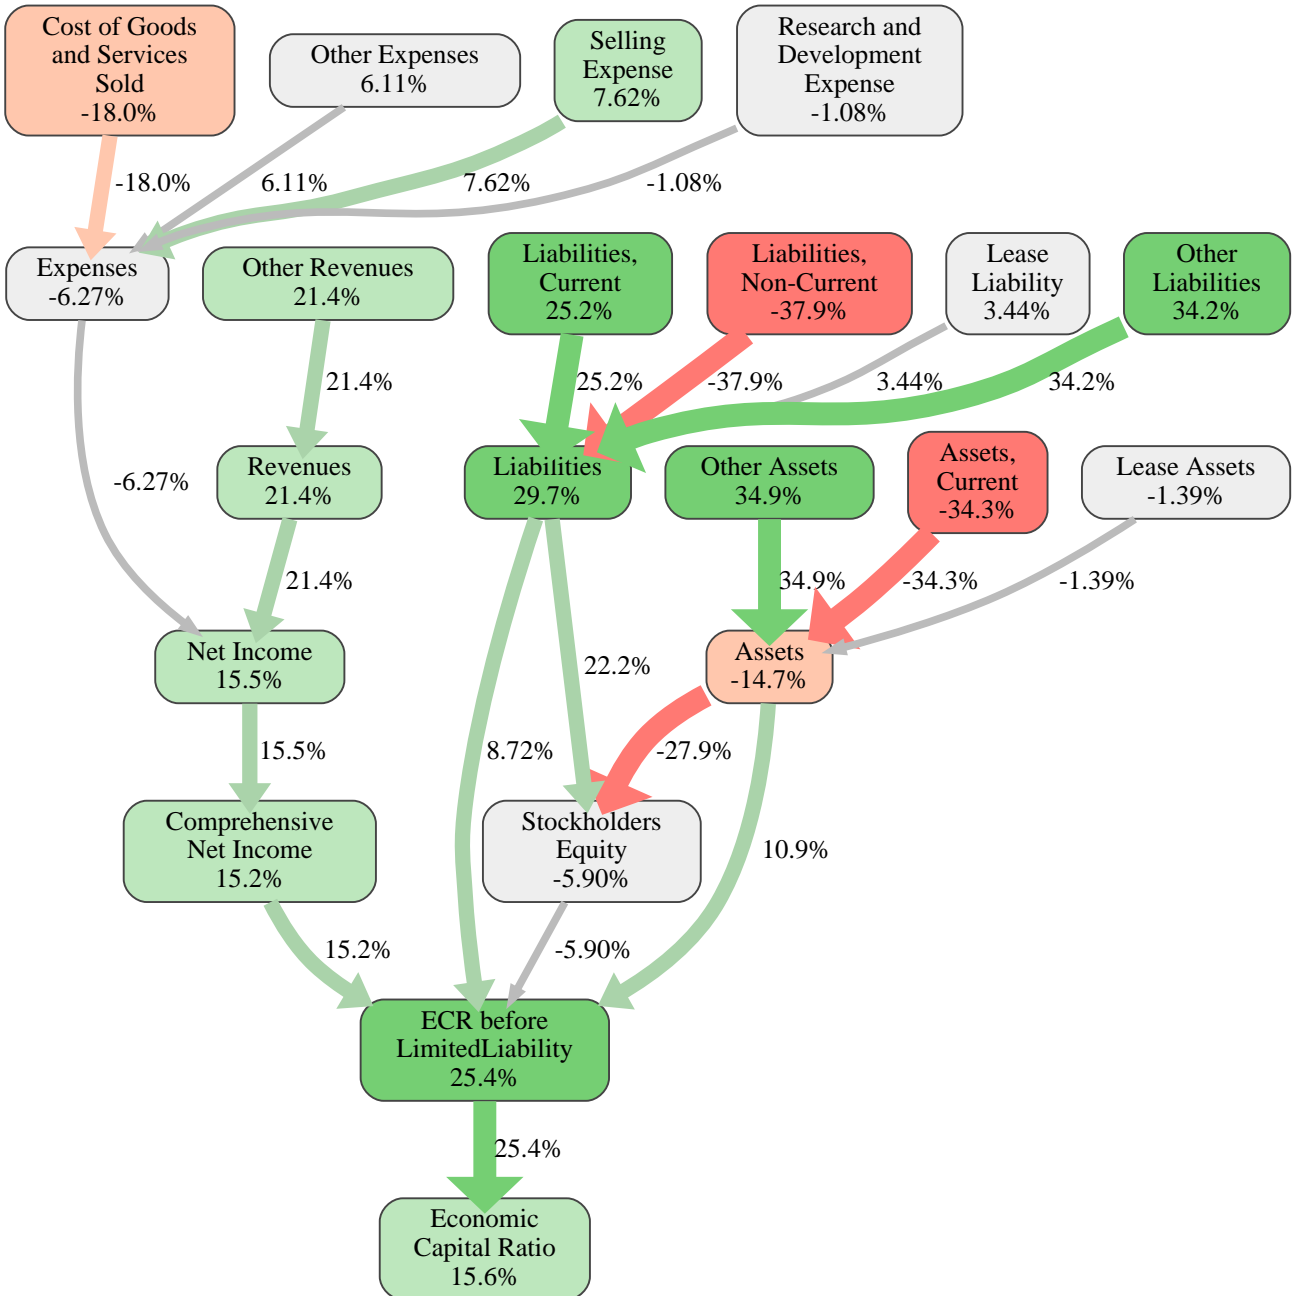 Cost of Goods
and Services
Sold
-18.0%
Other Expenses
6.11%
Selling
Expense
7.62%
Research and
Development
Expense
-1.08%
-18.0%
6.11%
7.62%
-1.08%
Expenses
-6.27%
Other Revenues
21.4%
Liabilities,
Current
25.2%
Liabilities,
Non-Current
-37.9%
Lease
Liability
3.44%
Other
Liabilities
34.2%
21.4%
25.2%
-37.9%
3.44%
34.2%
-6.27%
Revenues
21.4%
Liabilities
29.7%
Other Assets
34.9%
Assets,
Current
-34.3%
Lease Assets
-1.39%
21.4%
34.9%
-34.3%
-1.39%
Net Income
15.5%
22.2%
Assets
-14.7%
15.5%
8.72%
-27.9%
Comprehensive
Net Income
15.2%
Stockholders
Equity
-5.90%
10.9%
15.2%
-5.90%
ECR before
LimitedLiability
25.4%
25.4%
Economic
Capital Ratio
15.6%